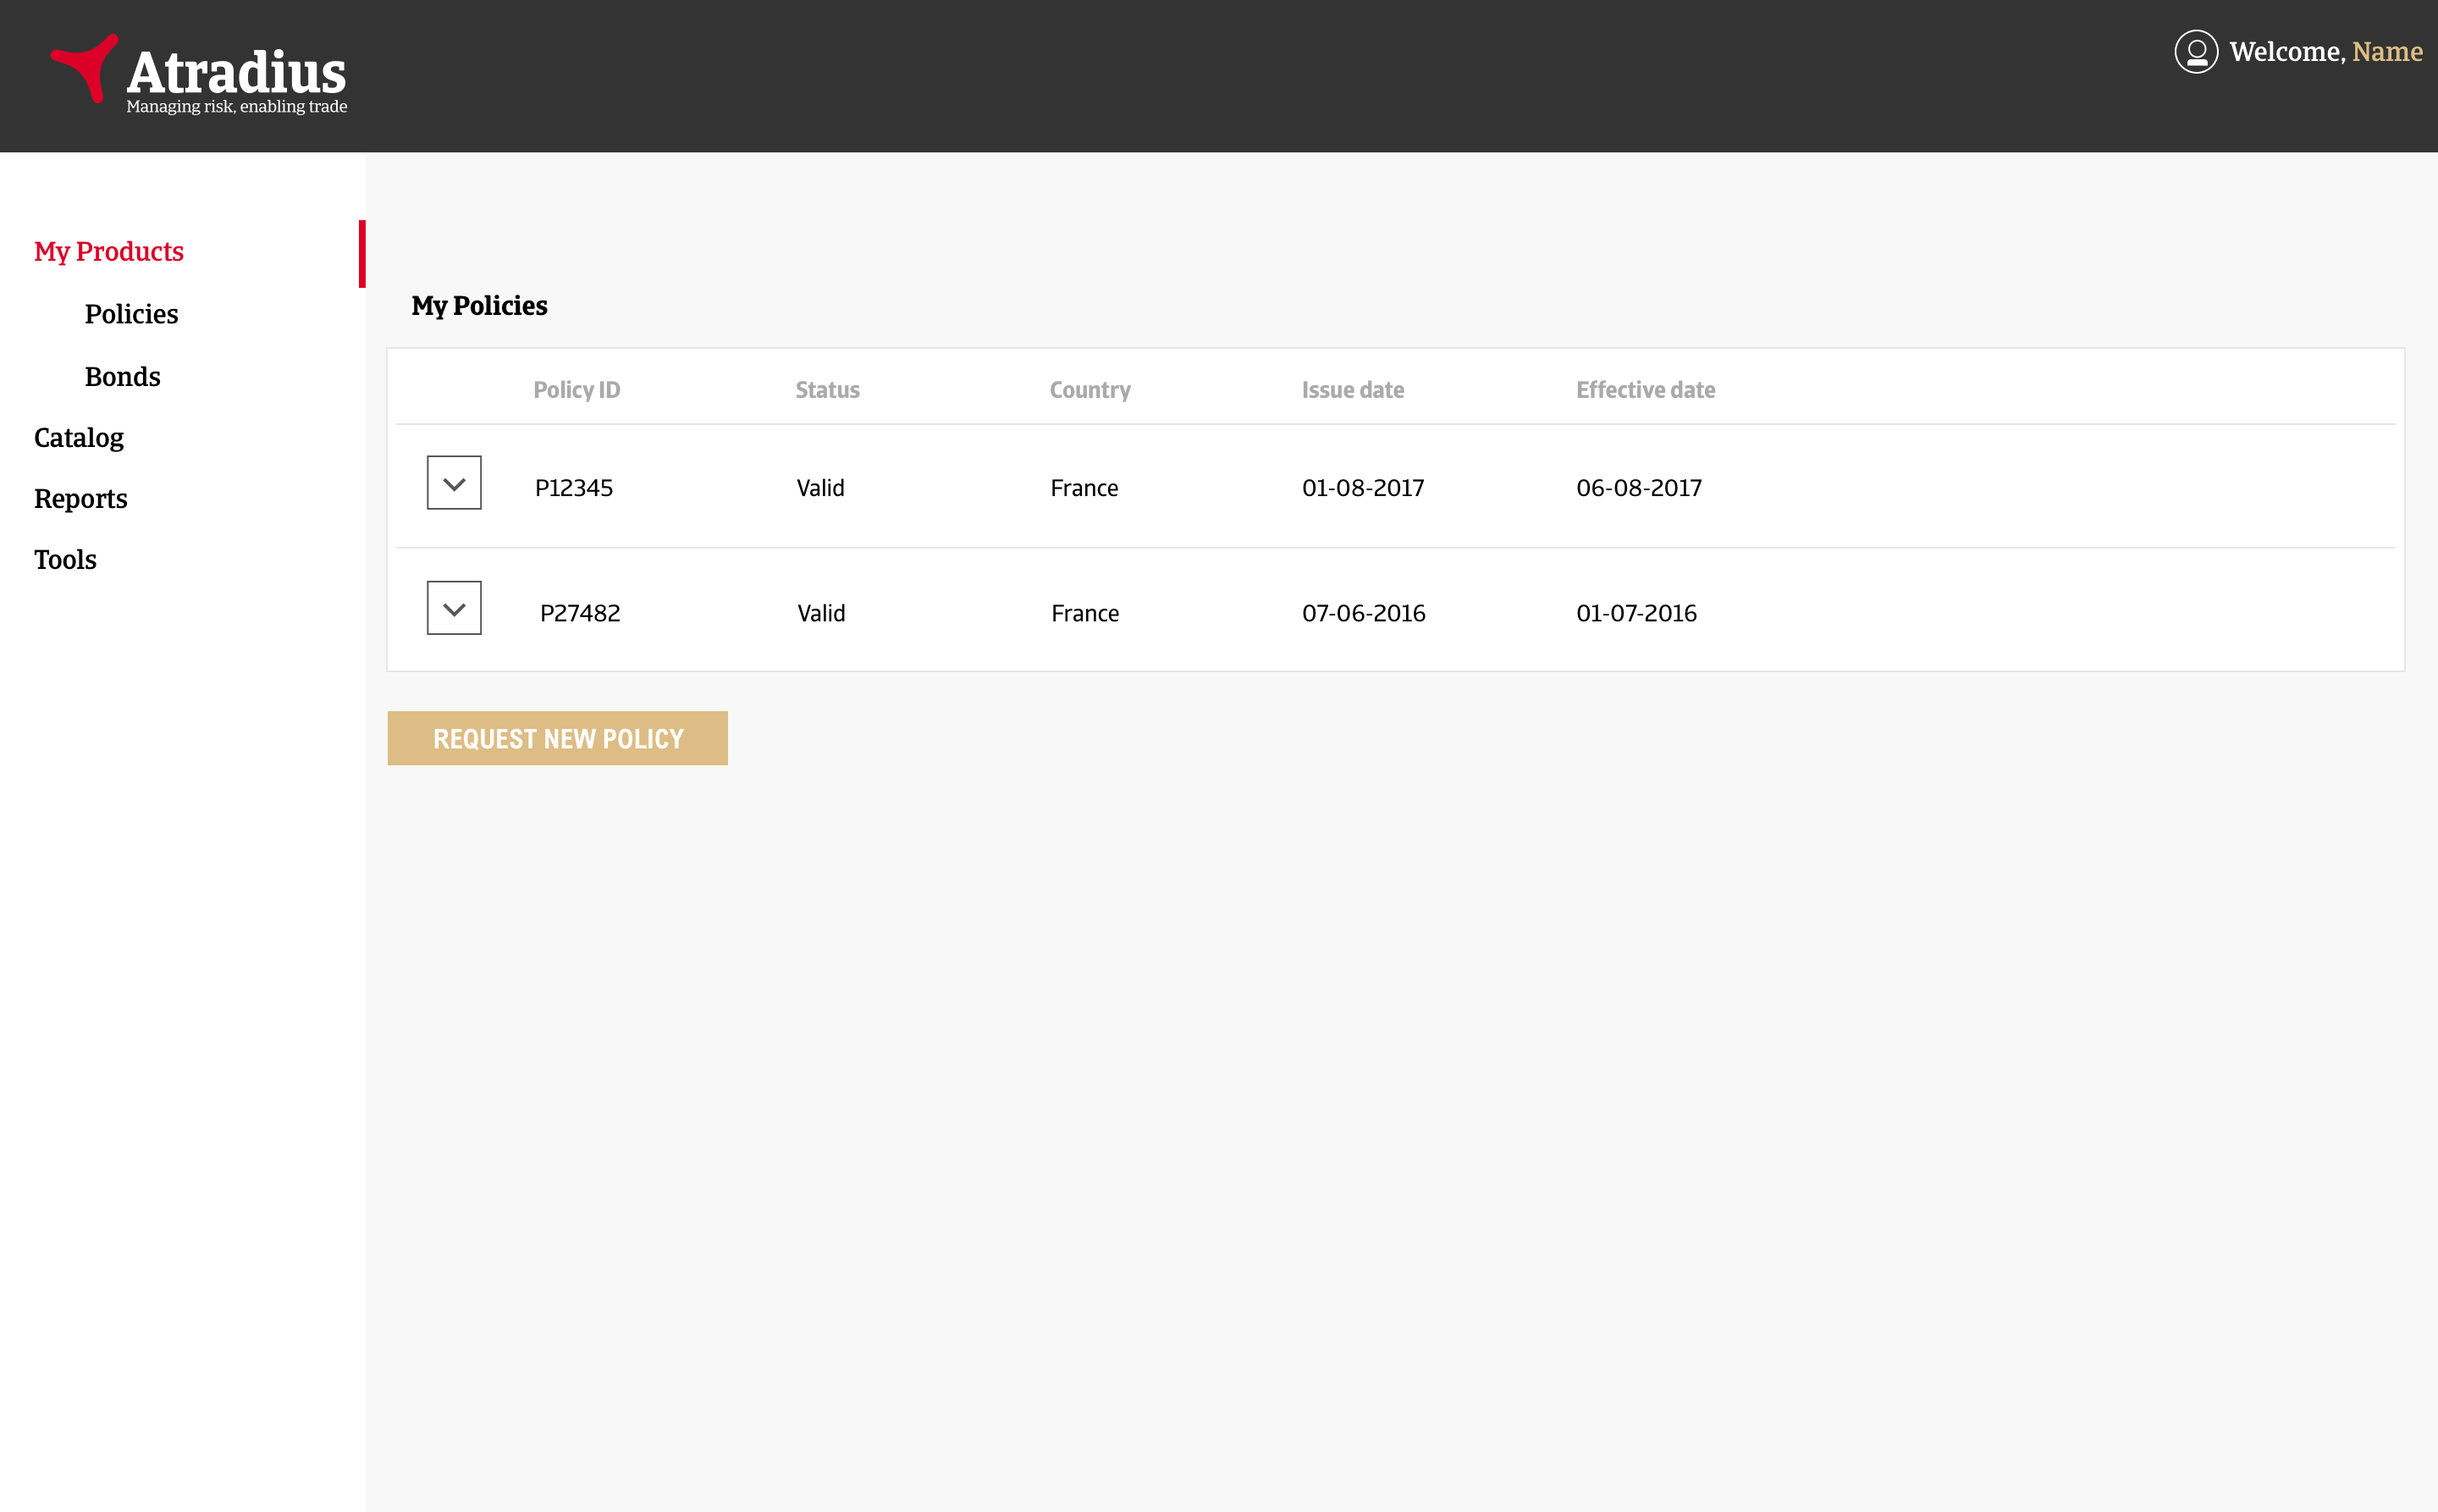 Atradius
Managing risk, enabling trade
Welcome, Name
My Products
Policies
Bonds
Catalog
Reports
Tools
My Policies
Policy ID Status Country Issue date Effective date
P12345 Valid France 01-08-2017 06-08-2017
P27482 Valid France 07-06-2016 01-07-2016
REQUEST NEW POLICY